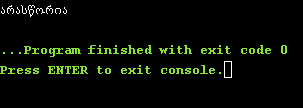 არასწორია
...Program finished with exit code 0
Press ENTER to exit console.